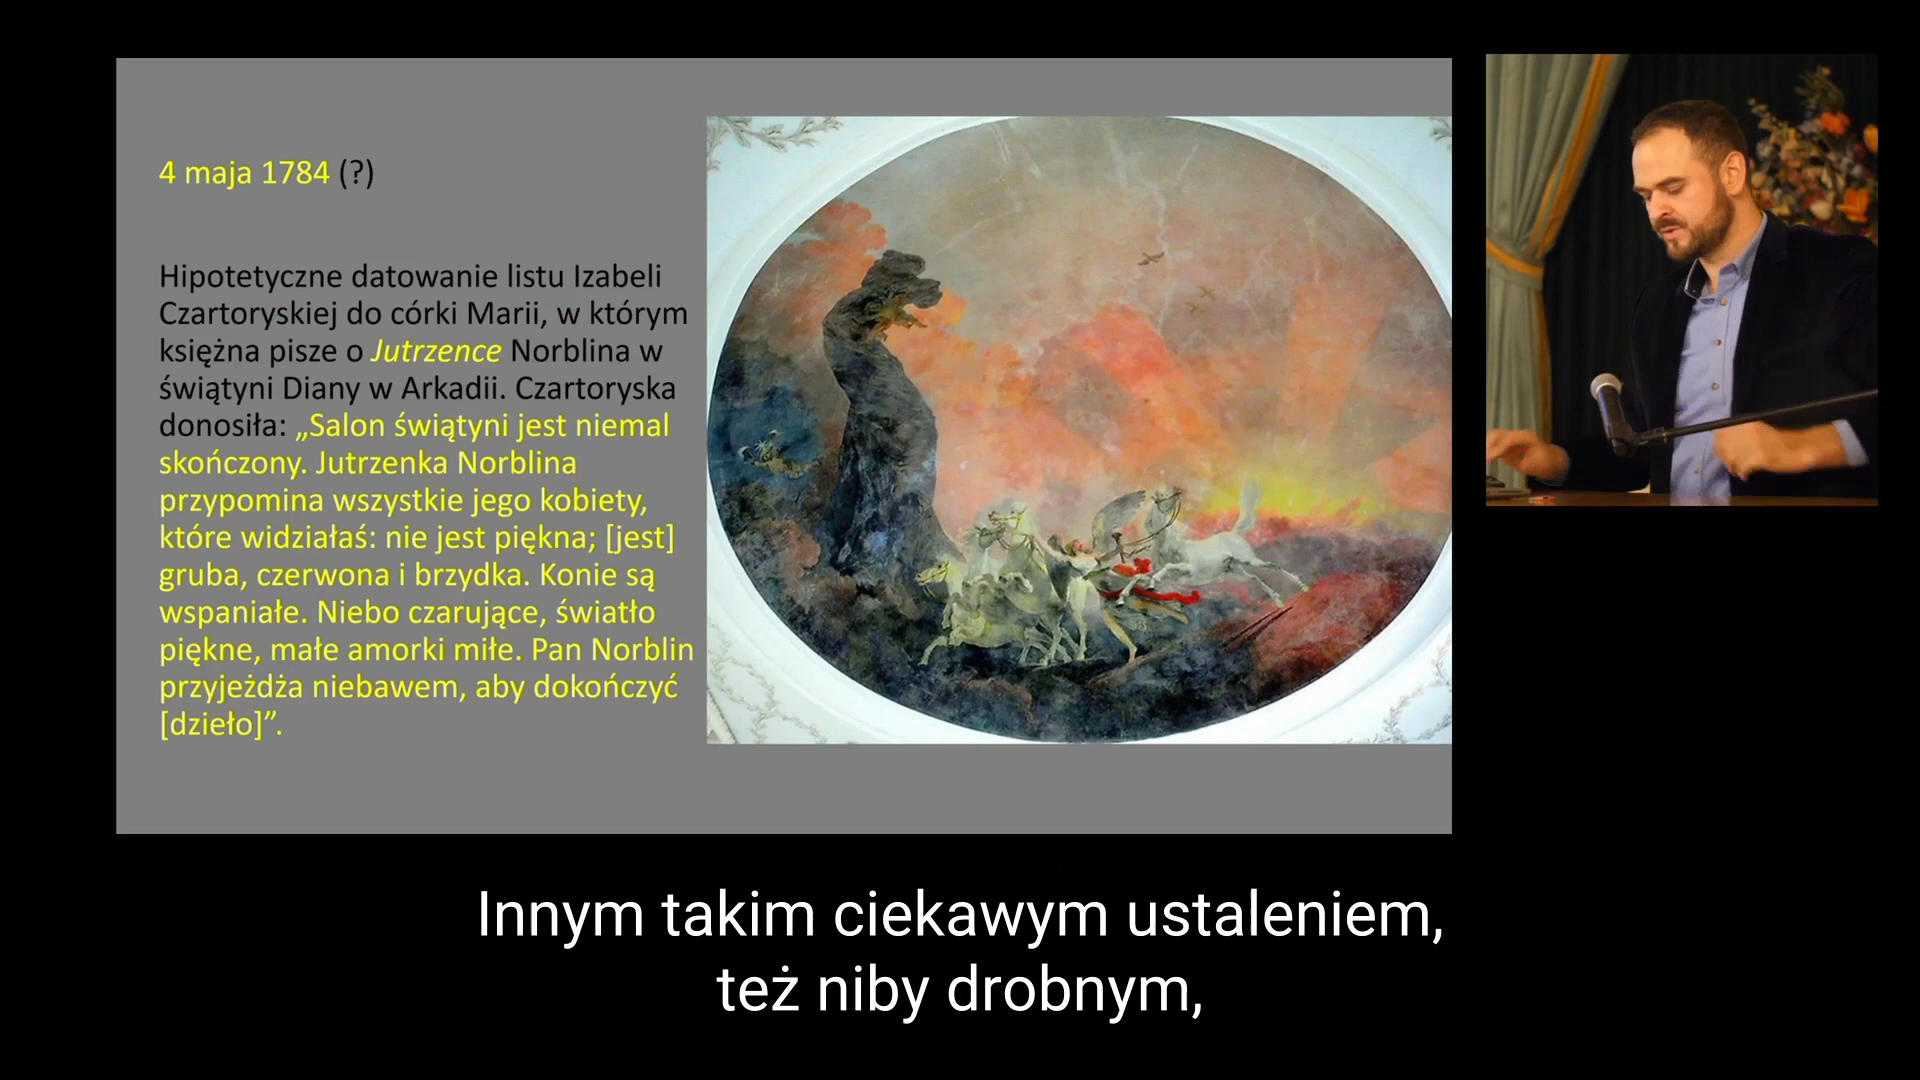 4 maja 1784 (?)
Hipotetyczne datowanie listu Izabeli
Czartoryskiej do córki Marii, w którym
księżna pisze o Jutrzence Norblina w
świątyni Diany w Arkadii. Czartoryska
donosiła: „Salon świątyni jest niemal
skończony. Jutrzenka Norblina
przypomina wszystkie jego kobiety,
które widziałaś: nie jest piękna; [jest]
gruba, czerwona i brzydka. Konie są
wspaniałe. Niebo czarujące, światło
piękne, małe amorki miłe. Pan Norblin
przyjeżdża niebawem, aby dokończyć
[dzieło]”.
Innym takim ciekawym ustaleniem,
też niby drobnym,